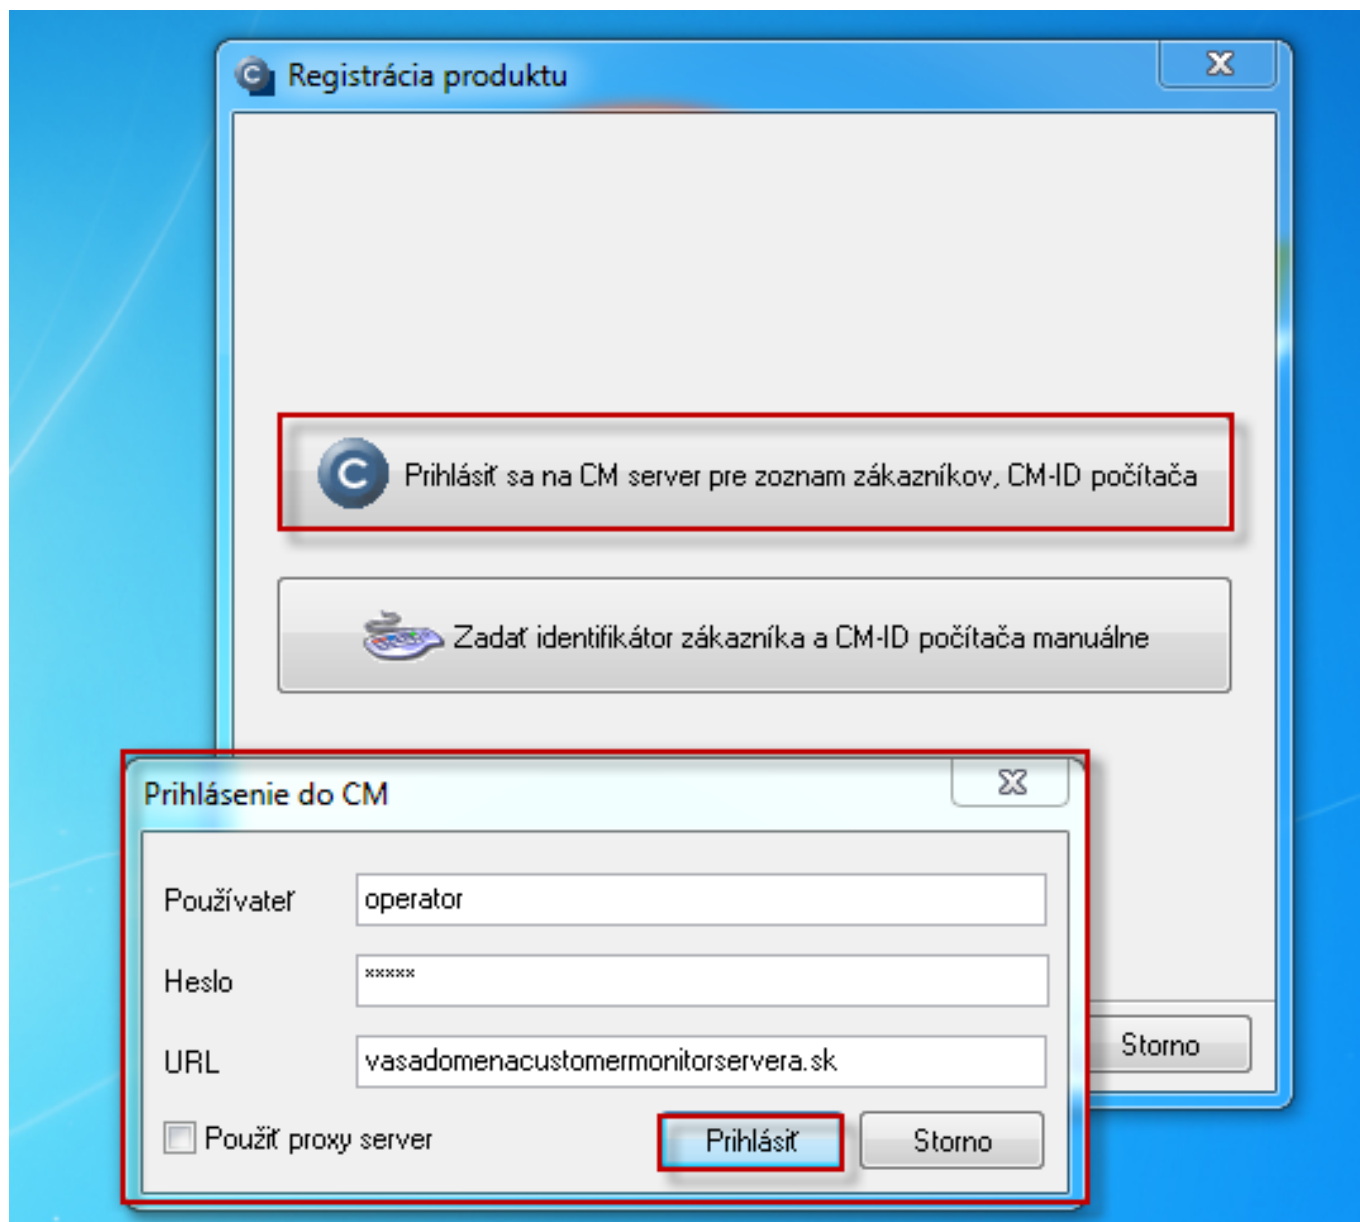 Registrácia produktu
Prihlásiť sa na CM server pre zoznam zákazníkov, CM-ID počítača
Zadať identifikátor zákazníka a CM-ID počítača manuálne
Storno
Prihlásenie do CM
Používateľ operator
Heslo xxxxx
URL vasadomenacustomermonitorservera.sk
Použiť proxy server Prihlásiť Storno